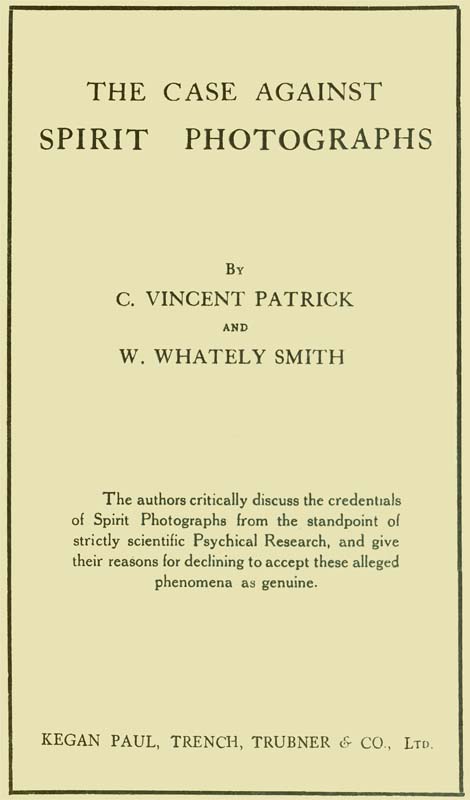 THE CASE AGAINST
SPIRIT PHOTOGRAPHS
BY
C. VINCENT PATRICK
AND
W. WHATELY SMITH
The authors critically discuss the credentials
of Spirit Photographs from the standpoint of
strictly scientific Psychical Research, and give
their reasons for declining to accept these alleged
phenomena as genuine.
KEGAN PAUL, TRENCH, TRUBNER & CO., LTD.